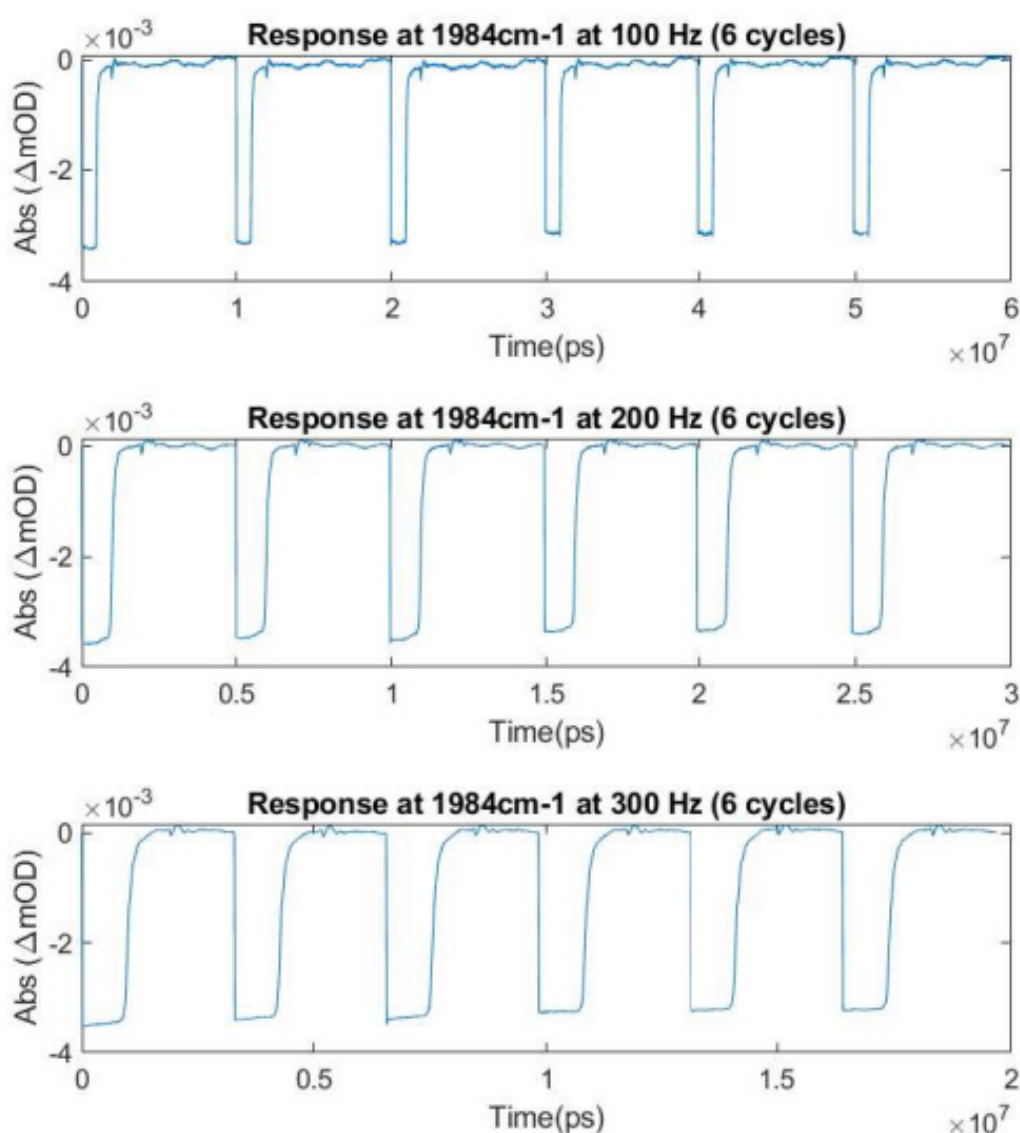 ×10-3
Response at 1984cm-1 at 100 Hz (6 cycles)
0
-2
-4
Abs (ΔmOD)
0 1 2 3 4 5 6
Time(ps)
×107
×10-3
Response at 1984cm-1 at 200 Hz (6 cycles)
0
-2
-4
Abs (ΔmOD)
0 0.5 1 1.5 2 2.5 3
Time(ps)
×107
×10-3
Response at 1984cm-1 at 300 Hz (6 cycles)
0
-2
-4
Abs (ΔmOD)
0 0.5 1 1.5 2
Time(ps)
×107